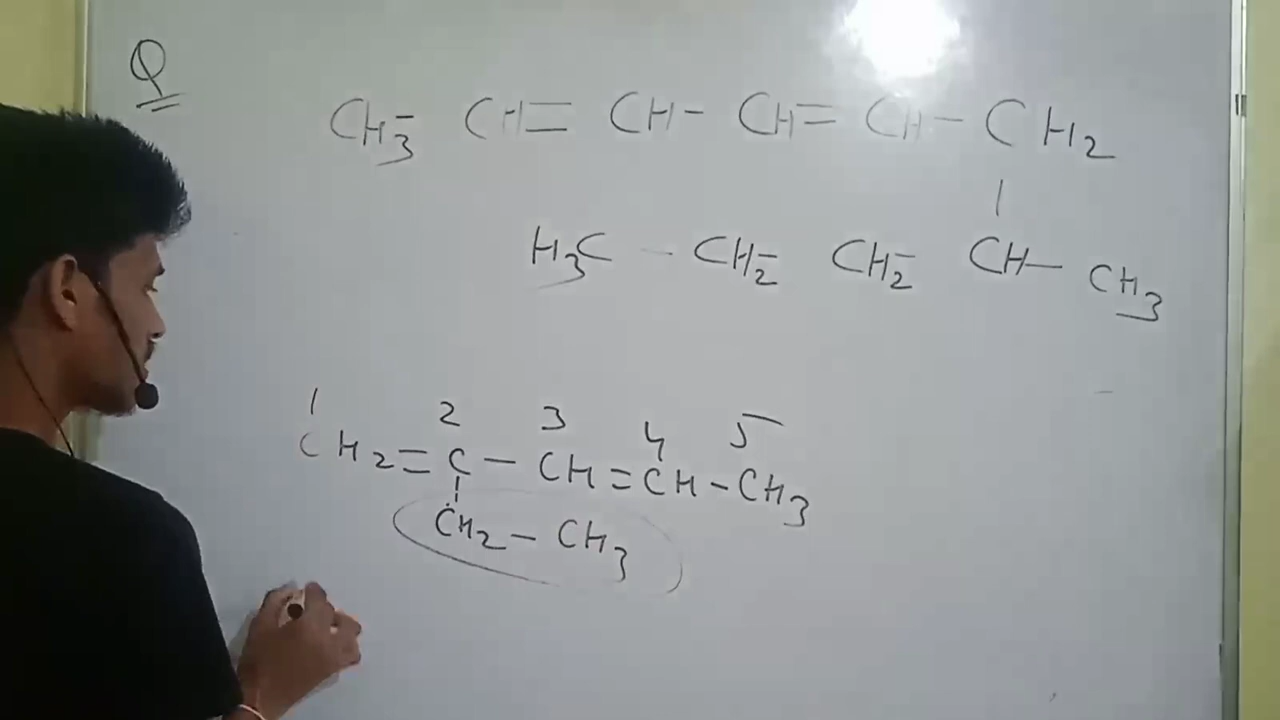 Q
CH3- CH= CH- CH= CH- CH2
|
H3C - CH2- CH2- CH- CH3
1 2 3 4 5
CH2=C-CH=CH-CH3
|
CH2-CH3